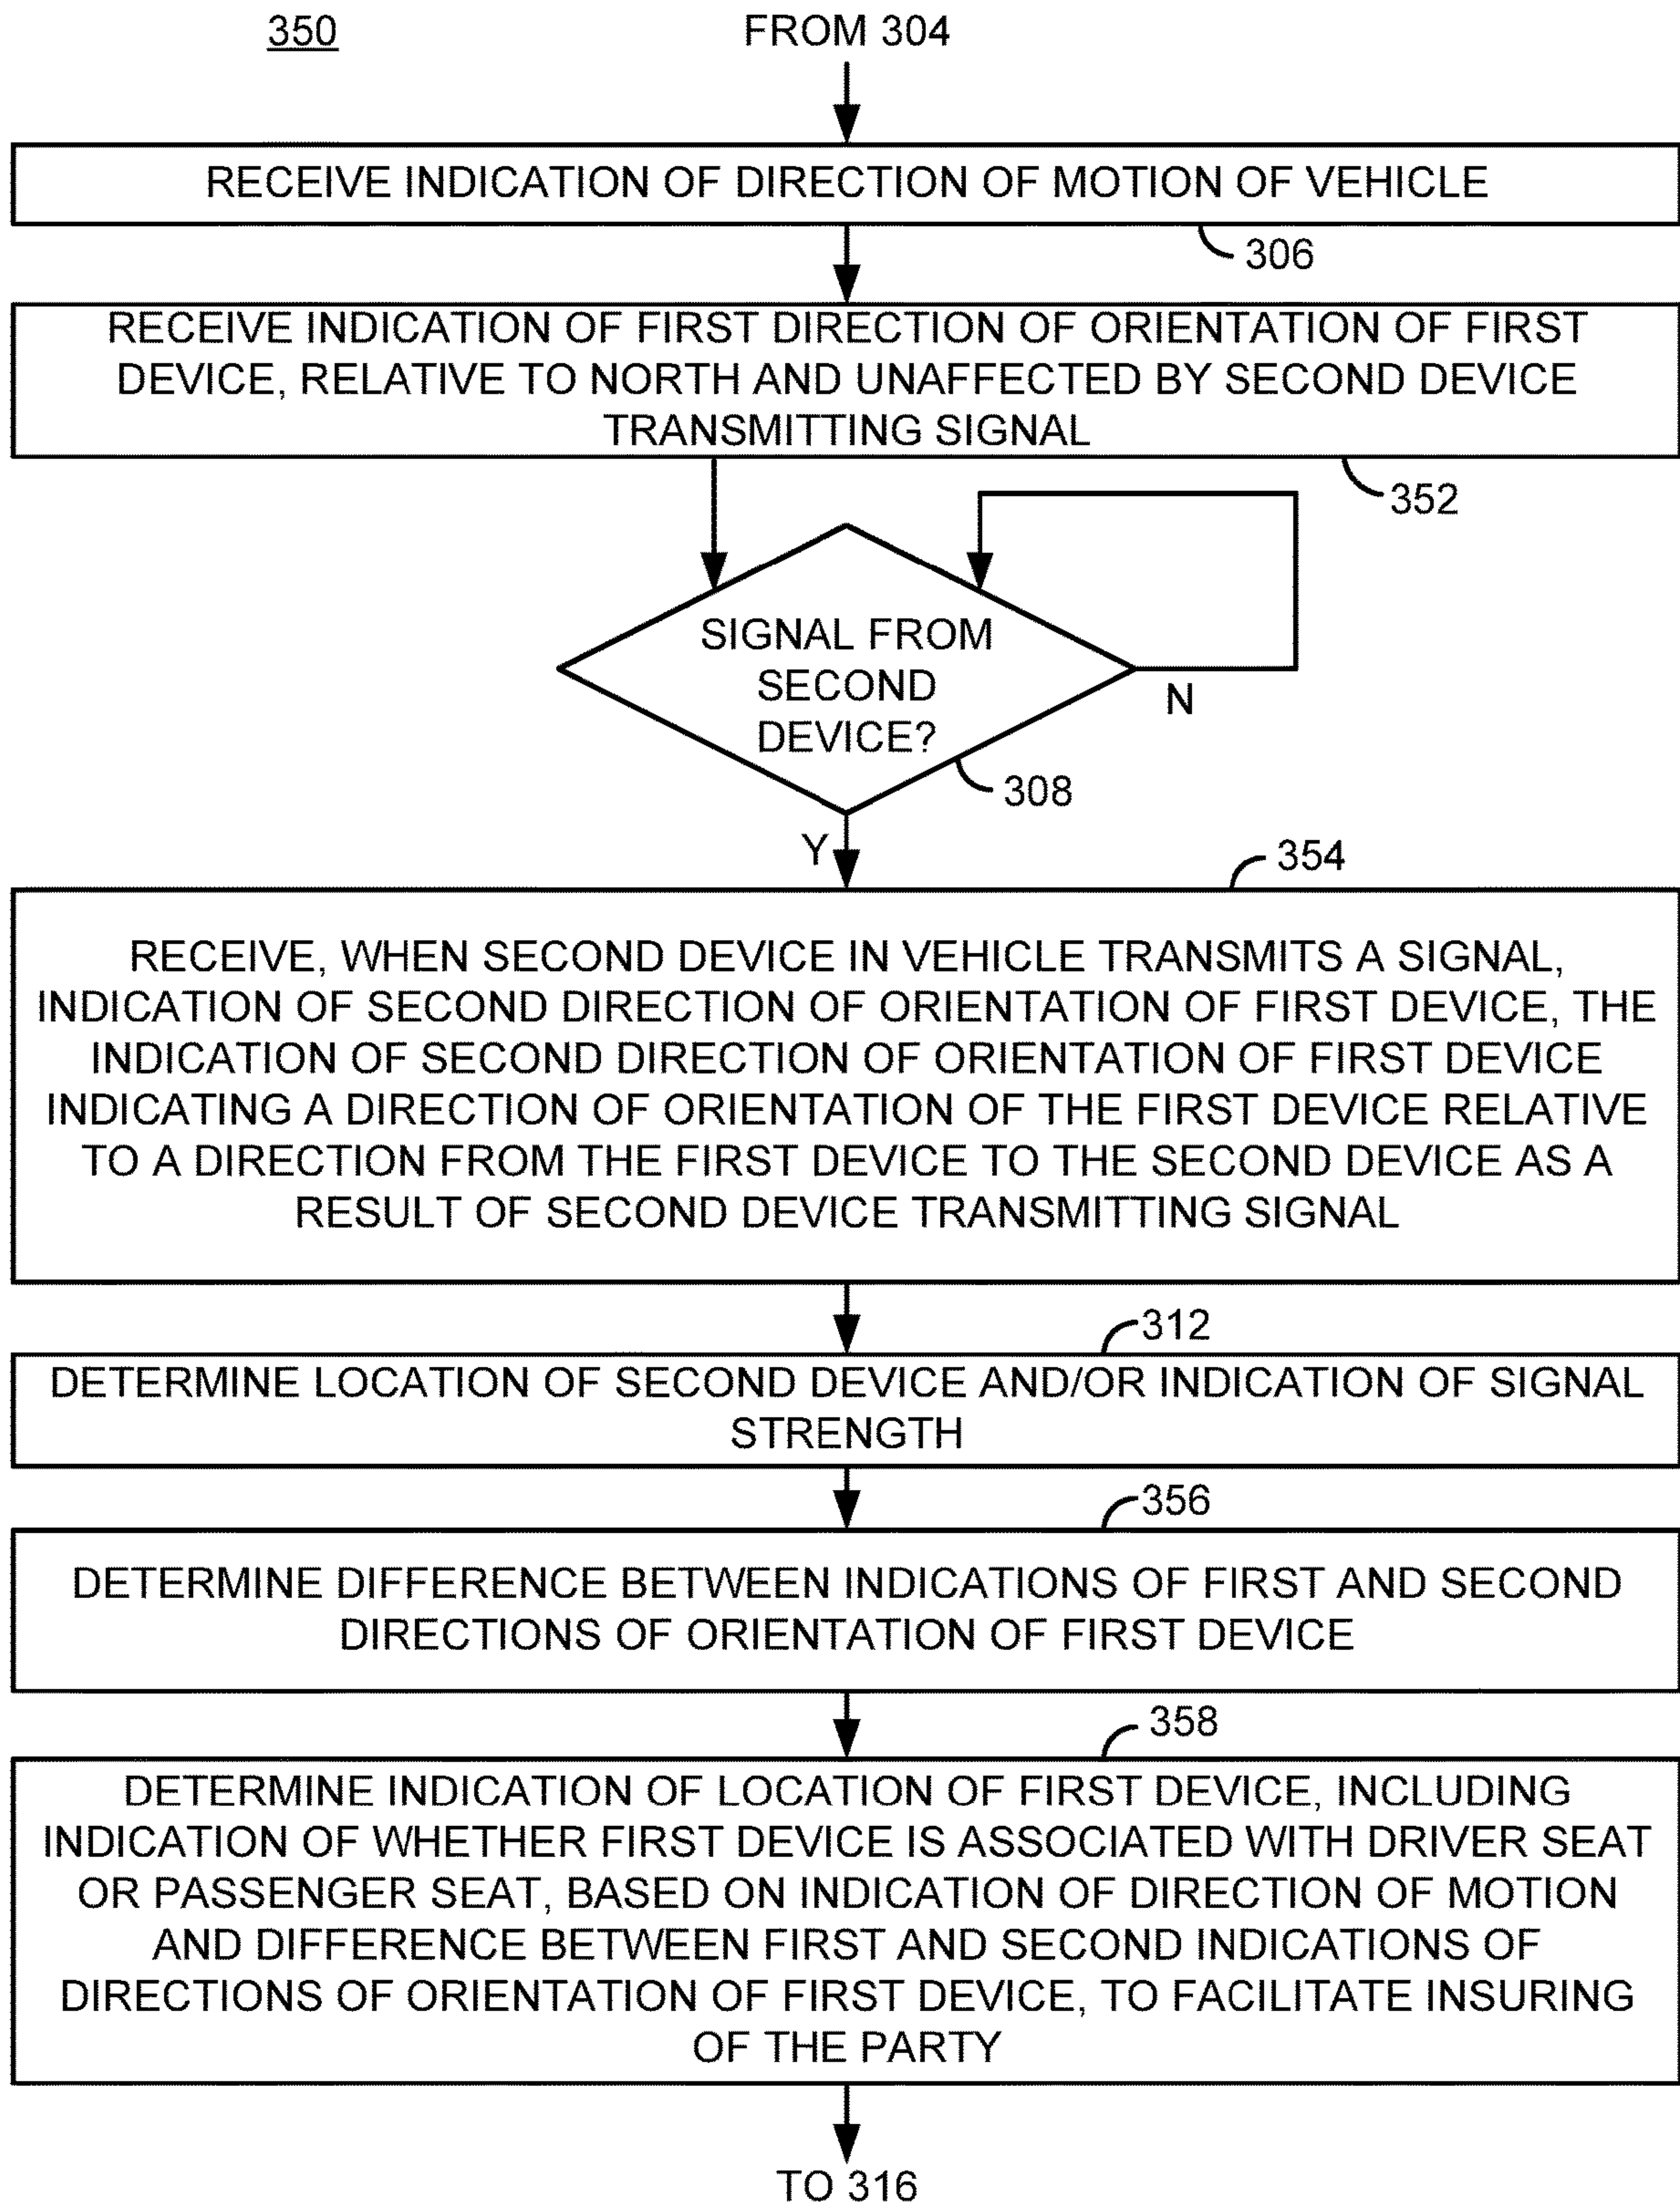 350
FROM 304
RECEIVE INDICATION OF DIRECTION OF MOTION OF VEHICLE
306
RECEIVE INDICATION OF FIRST DIRECTION OF ORIENTATION OF FIRST
DEVICE, RELATIVE TO NORTH AND UNAFFECTED BY SECOND DEVICE
TRANSMITTING SIGNAL
352
SIGNAL FROM
SECOND
DEVICE?
N
308
Y
354
RECEIVE, WHEN SECOND DEVICE IN VEHICLE TRANSMITS A SIGNAL,
INDICATION OF SECOND DIRECTION OF ORIENTATION OF FIRST DEVICE, THE
INDICATION OF SECOND DIRECTION OF ORIENTATION OF FIRST DEVICE
INDICATING A DIRECTION OF ORIENTATION OF THE FIRST DEVICE RELATIVE
TO A DIRECTION FROM THE FIRST DEVICE TO THE SECOND DEVICE AS A
RESULT OF SECOND DEVICE TRANSMITTING SIGNAL
312
DETERMINE LOCATION OF SECOND DEVICE AND/OR INDICATION OF SIGNAL
STRENGTH
356
DETERMINE DIFFERENCE BETWEEN INDICATIONS OF FIRST AND SECOND
DIRECTIONS OF ORIENTATION OF FIRST DEVICE
358
DETERMINE INDICATION OF LOCATION OF FIRST DEVICE, INCLUDING
INDICATION OF WHETHER FIRST DEVICE IS ASSOCIATED WITH DRIVER SEAT
OR PASSENGER SEAT, BASED ON INDICATION OF DIRECTION OF MOTION
AND DIFFERENCE BETWEEN FIRST AND SECOND INDICATIONS OF
DIRECTIONS OF ORIENTATION OF FIRST DEVICE, TO FACILITATE INSURING
OF THE PARTY
TO 316